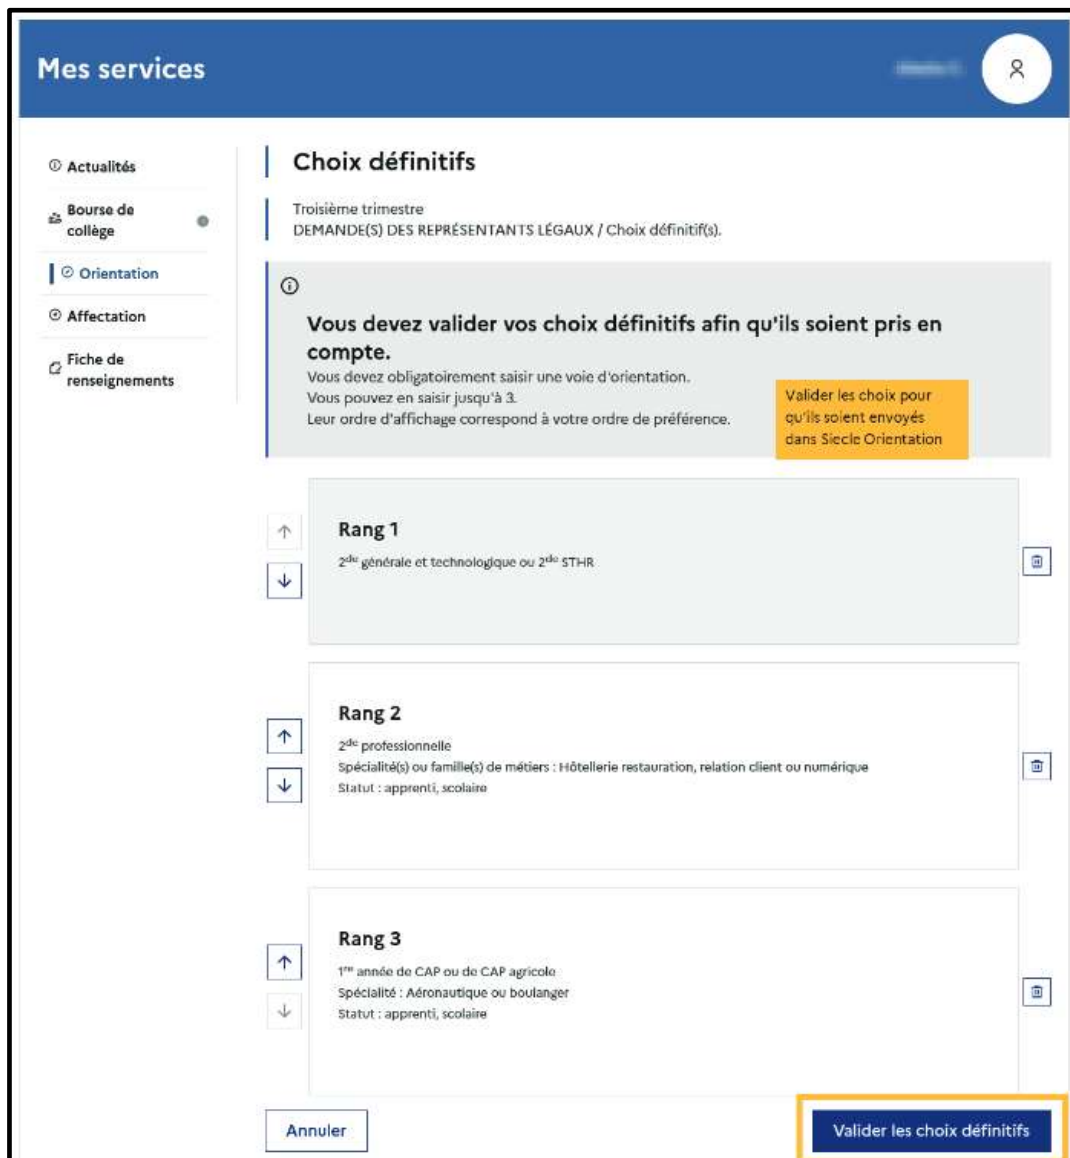 Mes services
Actualités
Bourse de
collège
Orientation
Affectation
Fiche de
renseignements
Choix définitifs
Troisième trimestre
DEMANDE(S) DES REPRÉSENTANTS LÉGAUX / Choix définitif(s).
Vous devez valider vos choix définitifs afin qu'ils soient pris en
compte.
Vous devez obligatoirement saisir une voie d'orientation.
Vous pouvez en saisir jusqu'à 3.
Leur ordre d'affichage correspond à votre ordre de préférence.
Valider les choix pour
qu'ils soient envoyés
dans Siecle Orientation
Rang 1
2de générale et technologique ou 2de STHR
Rang 2
2de professionnelle
Spécialité(s) ou famille(s) de métiers : Hôtellerie restauration, relation client ou numérique
Statut : apprenti, scolaire
Rang 3
1re année de CAP ou de CAP agricole
Spécialité : Aéronautique ou boulanger
Statut : apprenti, scolaire
Annuler
Valider les choix définitifs